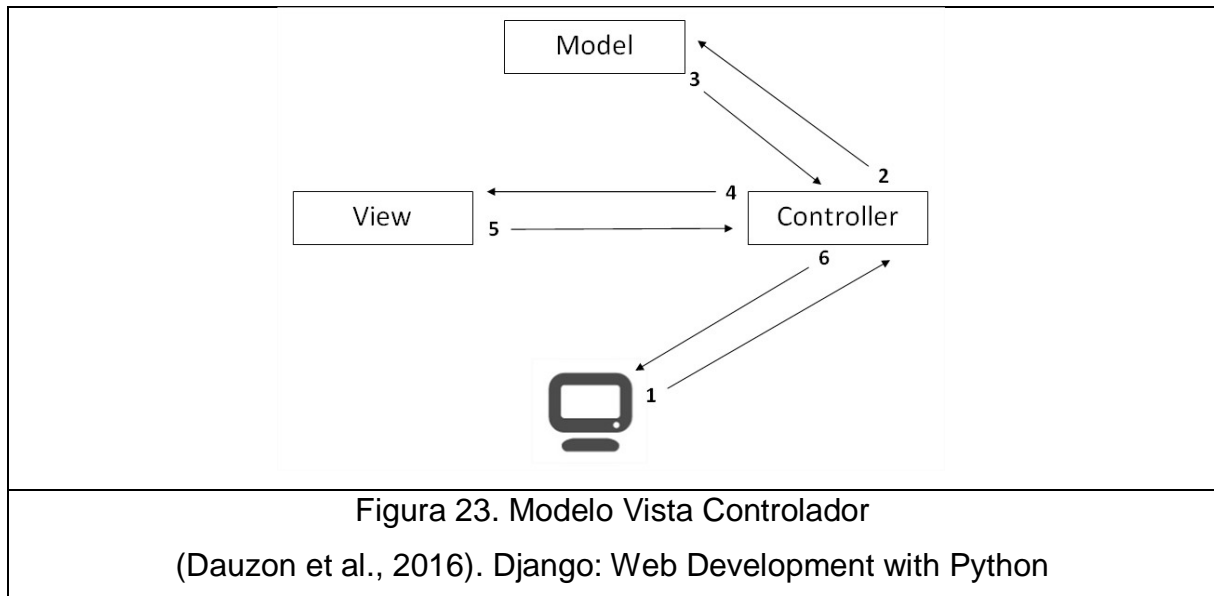 Model
3
2
4
View
Controller
5
6
1
Figura 23. Modelo Vista Controlador
(Dauzon et al., 2016). Django: Web Development with Python